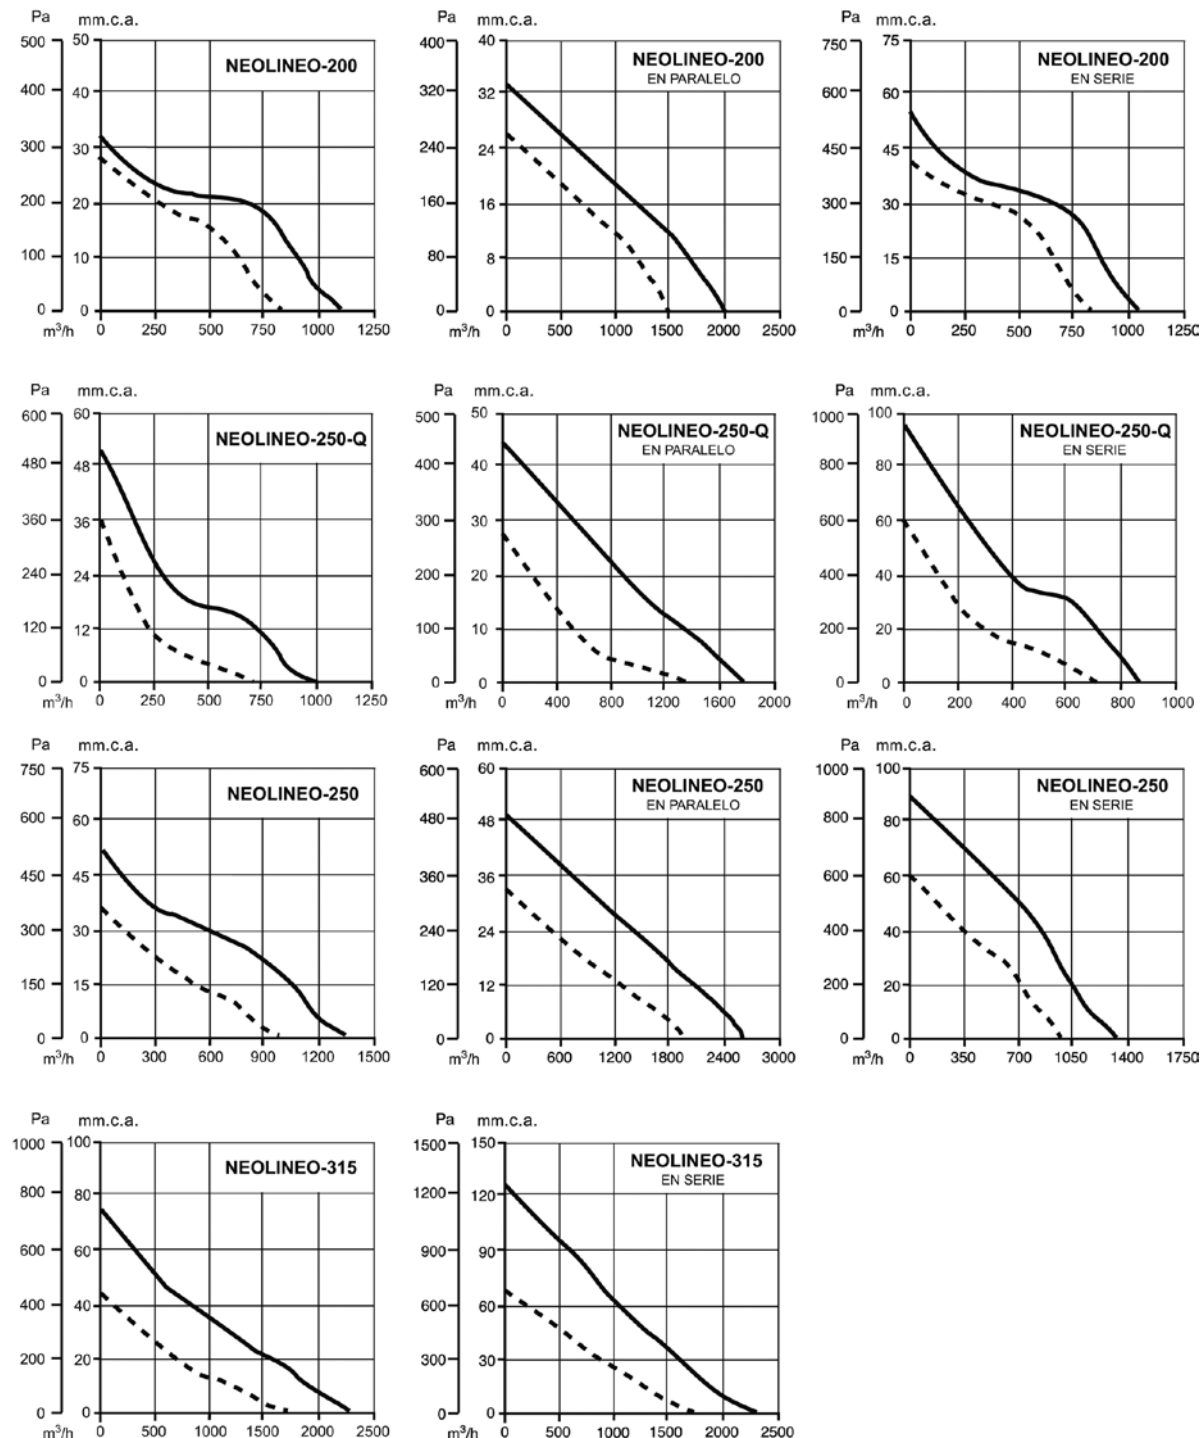 Pa mm.c.a.
NEOLINEO-200
500 400 300 200 100 0
50 40 30 20 10 0
m³/h 0 250 500 750 1000 1250
Pa mm.c.a.
NEOLINEO-200
EN PARALELO
400 320 240 160 80 0
40 32 24 16 8 0
m³/h 0 500 1000 1500 2000 2500
Pa mm.c.a.
NEOLINEO-200
EN SERIE
750 600 450 300 150 0
75 60 45 30 15 0
m³/h 0 250 500 750 1000 1250
Pa mm.c.a.
NEOLINEO-250-Q
600 480 360 240 120 0
60 48 36 24 12 0
m³/h 0 250 500 750 1000 1250
Pa mm.c.a.
NEOLINEO-250-Q
EN PARALELO
500 400 300 200 100 0
50 40 30 20 10 0
m³/h 0 400 800 1200 1600 2000
Pa mm.c.a.
NEOLINEO-250-Q
EN SERIE
1000 800 600 400 200 0
100 80 60 40 20 0
m³/h 0 200 400 600 800 1000
Pa mm.c.a.
NEOLINEO-250
750 600 450 300 150 0
75 60 45 30 15 0
m³/h 0 300 600 900 1200 1500
Pa mm.c.a.
NEOLINEO-250
EN PARALELO
600 480 360 240 120 0
60 48 36 24 12 0
m³/h 0 600 1200 1800 2400 3000
Pa mm.c.a.
NEOLINEO-250
EN SERIE
1000 800 600 400 200 0
100 80 60 40 20 0
m³/h 0 350 700 1050 1400 1750
Pa mm.c.a.
NEOLINEO-315
1000 800 600 400 200 0
100 80 60 40 20 0
m³/h 0 500 1000 1500 2000 2500
Pa mm.c.a.
NEOLINEO-315
EN SERIE
1500 1200 900 600 300 0
150 120 90 60 30 0
m³/h 0 500 1000 1500 2000 2500